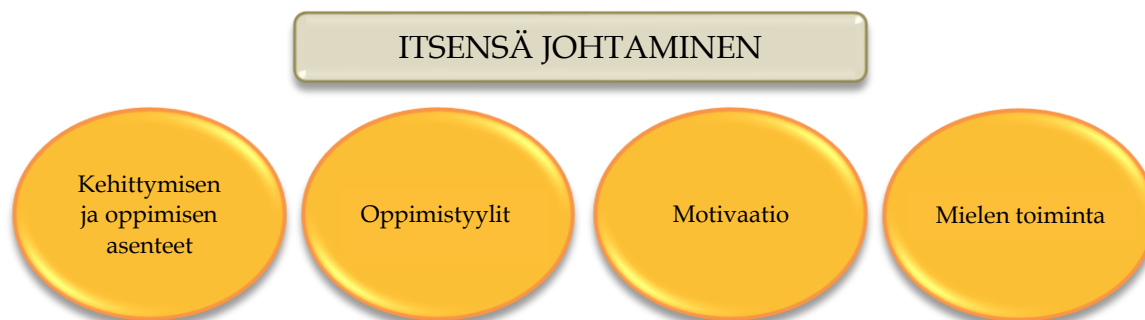 ITSENSÄ JOHTAMINEN
Kehittymisen
ja oppimisen
asenteet
Oppimistyylit
Motivaatio
Mielen toiminta